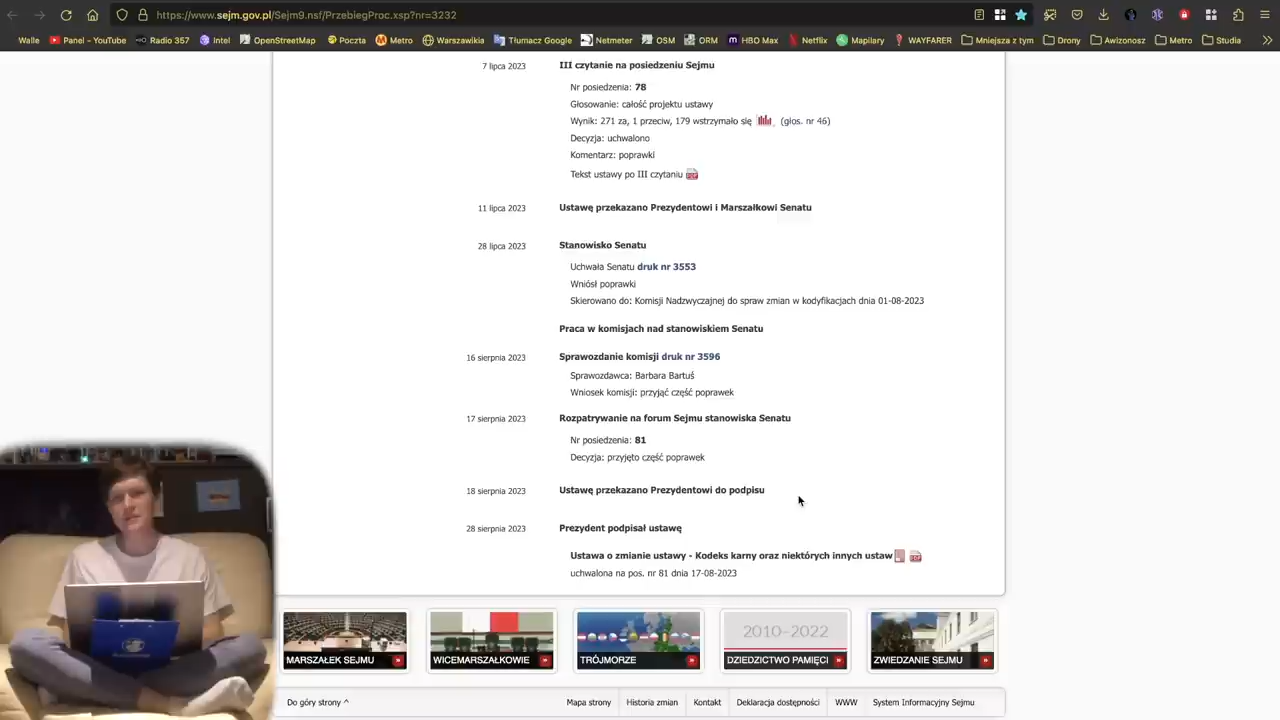 https://www.sejm.gov.pl/Sejm9.nsf/PrzebiegProc.xsp?nr=3232
Walle Panel - YouTube Radio 357 Intel OpenStreetMap Poczta Metro Warszawikia Tłumacz Google Netmeter OSM ORM HBO Max Netflix Mapilary WAYFARER Mniejsza z tym Drony Awizonosz Metro Studia
7 lipca 2023 III czytanie na posiedzeniu Sejmu
Nr posiedzenia: 78
Głosowanie: całość projektu ustawy
Wynik: 271 za, 1 przeciw, 179 wstrzymało się (głos. nr 46)
Decyzja: uchwalono
Komentarz: poprawki
Tekst ustawy po III czytaniu
11 lipca 2023 Ustawę przekazano Prezydentowi i Marszałkowi Senatu
28 lipca 2023 Stanowisko Senatu
Uchwała Senatu druk nr 3553
Wniósł poprawki
Skierowano do: Komisji Nadzwyczajnej do spraw zmian w kodyfikacjach dnia 01-08-2023
Praca w komisjach nad stanowiskiem Senatu
16 sierpnia 2023 Sprawozdanie komisji druk nr 3596
Sprawozdawca: Barbara Bartuś
Wniosek komisji: przyjąć część poprawek
17 sierpnia 2023 Rozpatrywanie na forum Sejmu stanowiska Senatu
Nr posiedzenia: 81
Decyzja: przyjęto część poprawek
18 sierpnia 2023 Ustawę przekazano Prezydentowi do podpisu
28 sierpnia 2023 Prezydent podpisał ustawę
Ustawa o zmianie ustawy - Kodeks karny oraz niektórych innych ustaw
uchwalona na pos. nr 81 dnia 17-08-2023
2010-2022
MARSZAŁEK SEJMU WICEMARSZAŁKOWIE TRÓJMORZE DZIEDZICTWO PAMIĘCI ZWIEDZANIE SEJMU
Do góry strony ^ Mapa strony Historia zmian Kontakt Deklaracja dostępności WWW System Informacyjny Sejmu